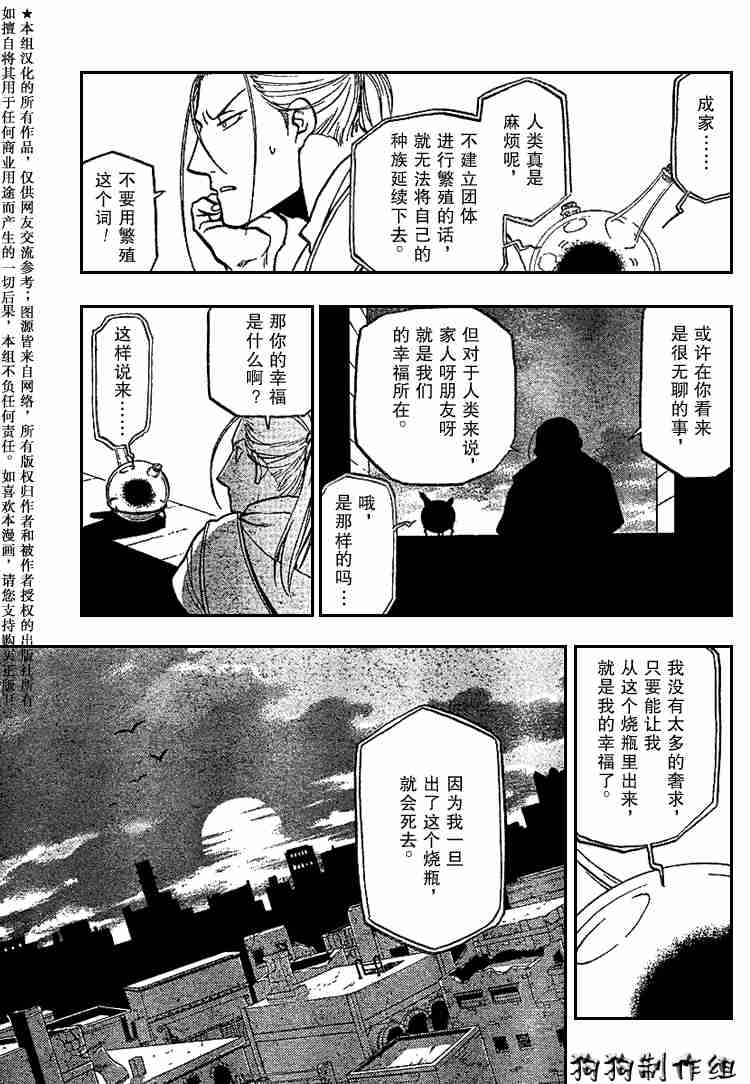 成家……
人类真是
麻烦呢，
不建立团体
进行繁殖的话，
就无法将自己的
种族延续下去。
不要用繁殖
这个词！
或许在你看来
是很无聊的事，
但对于人类来说，
家人呀朋友呀
就是我们
的幸福所在。
哦，
是那样的吗…
那你的幸福
是什么啊？
这样说来……
我没有太多的奢求，
只要能让我
从这个烧瓶里出来，
就是我的幸福了。
因为我一旦
出了这个烧瓶，
就会死去。
★本组汉化的所有作品，仅供网友交流参考；图源皆来自网络，所有版权归作者和被作者授权的出版社所有
如擅自将其用于任何商业用途而产生的一切后果，本组不负任何责任。如喜欢本漫画，请您支持购买正版！
狗狗制作组